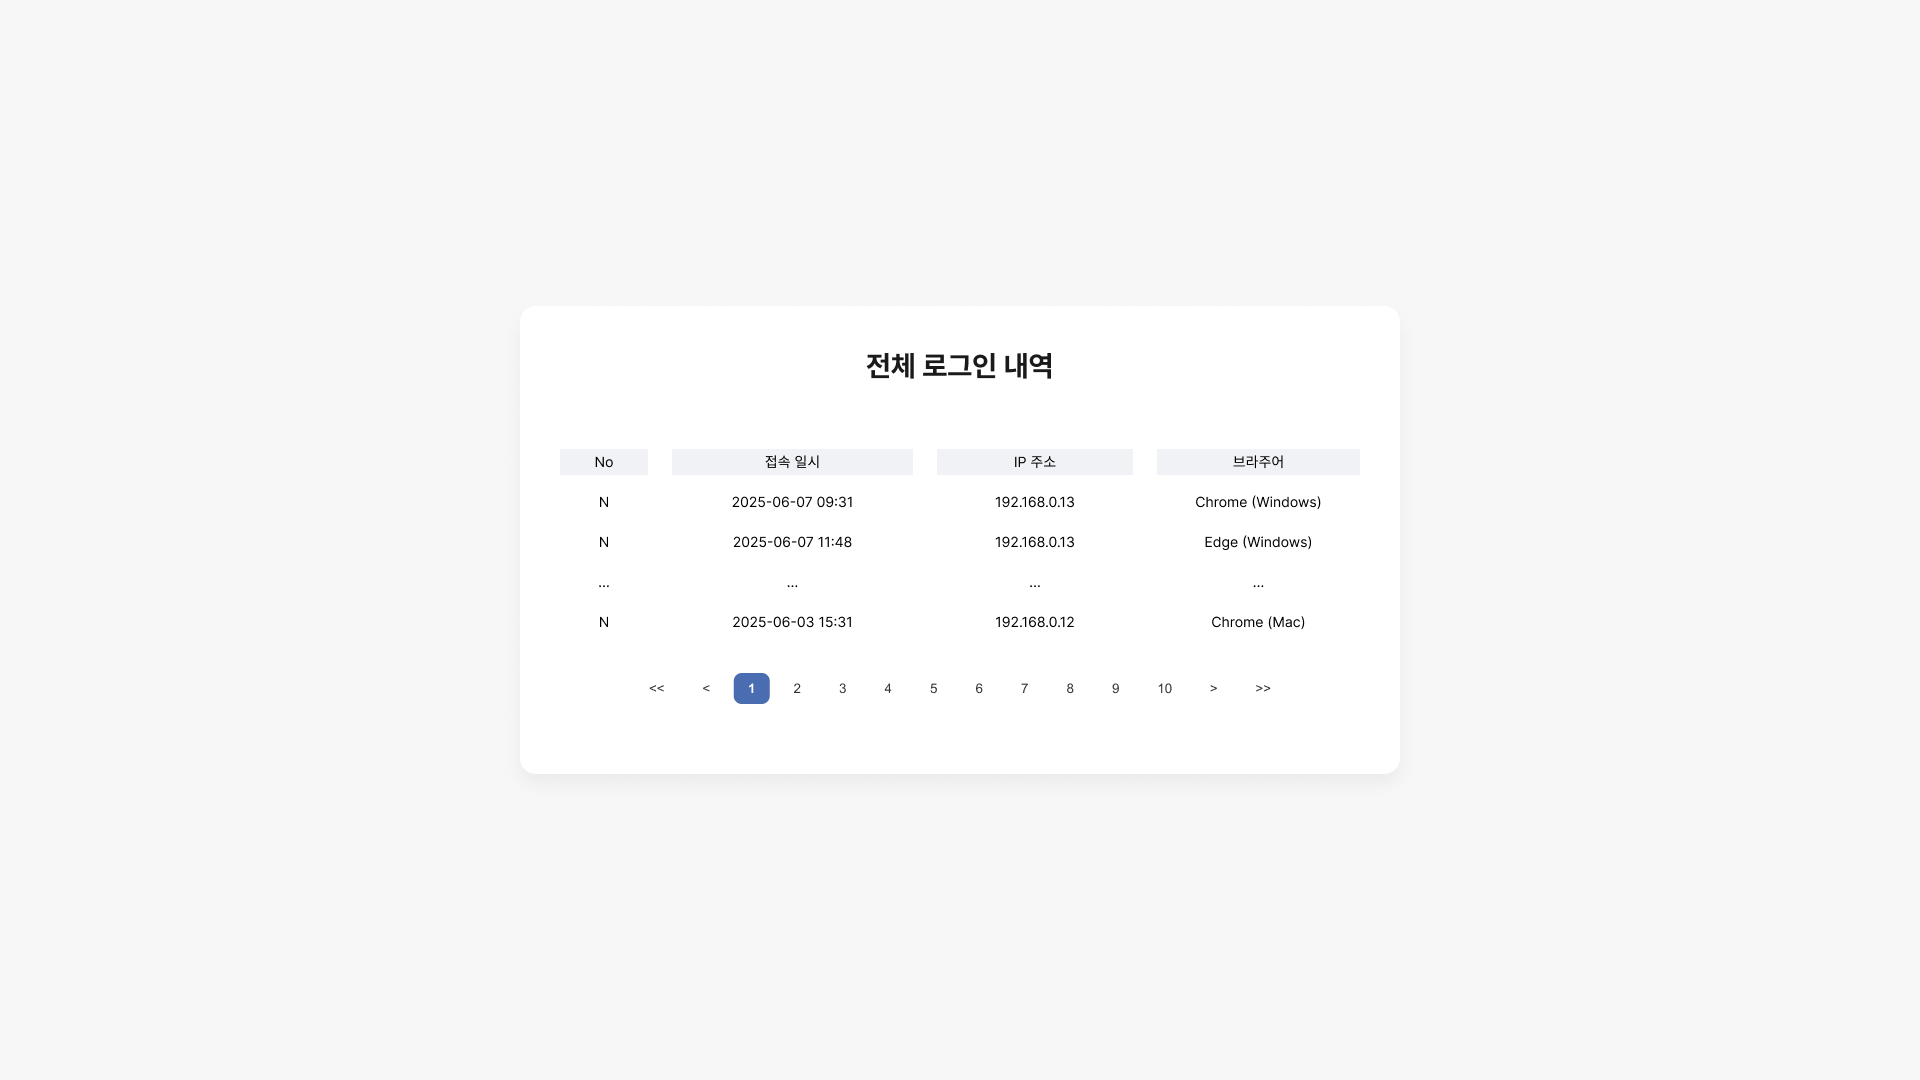 전체 로그인 내역
No 접속 일시 IP 주소 브라주어
N 2025-06-07 09:31 192.168.0.13 Chrome (Windows)
N 2025-06-07 11:48 192.168.0.13 Edge (Windows)
... ... ... ...
N 2025-06-03 15:31 192.168.0.12 Chrome (Mac)
<< < 1 2 3 4 5 6 7 8 9 10 > >>